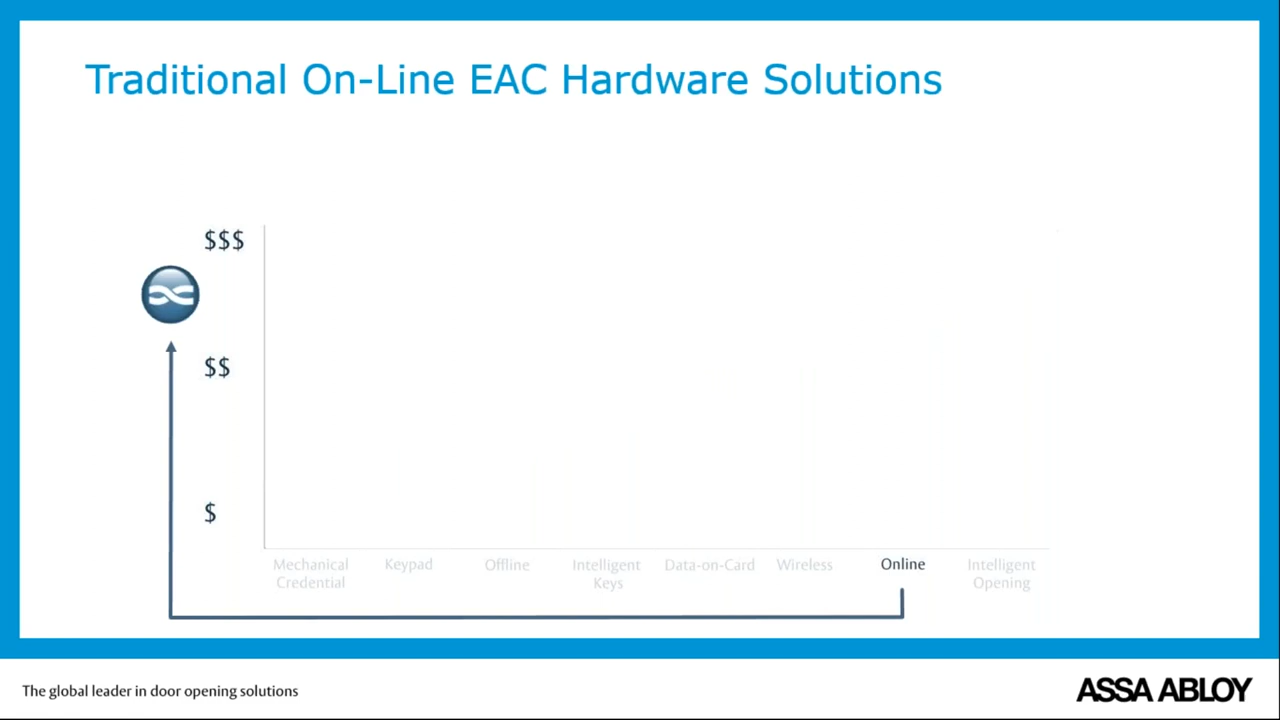 Traditional On-Line EAC Hardware Solutions
$$$
$$
$
Mechanical Credential
Keypad
Offline
Intelligent Keys
Data-on-Card
Wireless
Online
Intelligent Opening
The global leader in door opening solutions
ASSA ABLOY